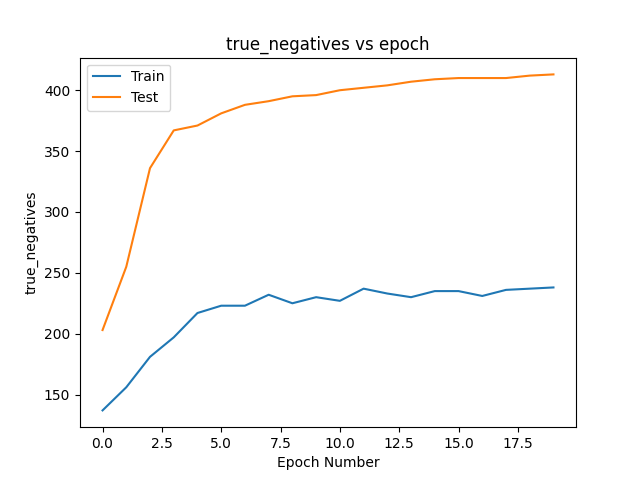 true_negatives vs epoch
Train
Test
400
350
300
250
200
150
true_negatives
0.0 2.5 5.0 7.5 10.0 12.5 15.0 17.5
Epoch Number